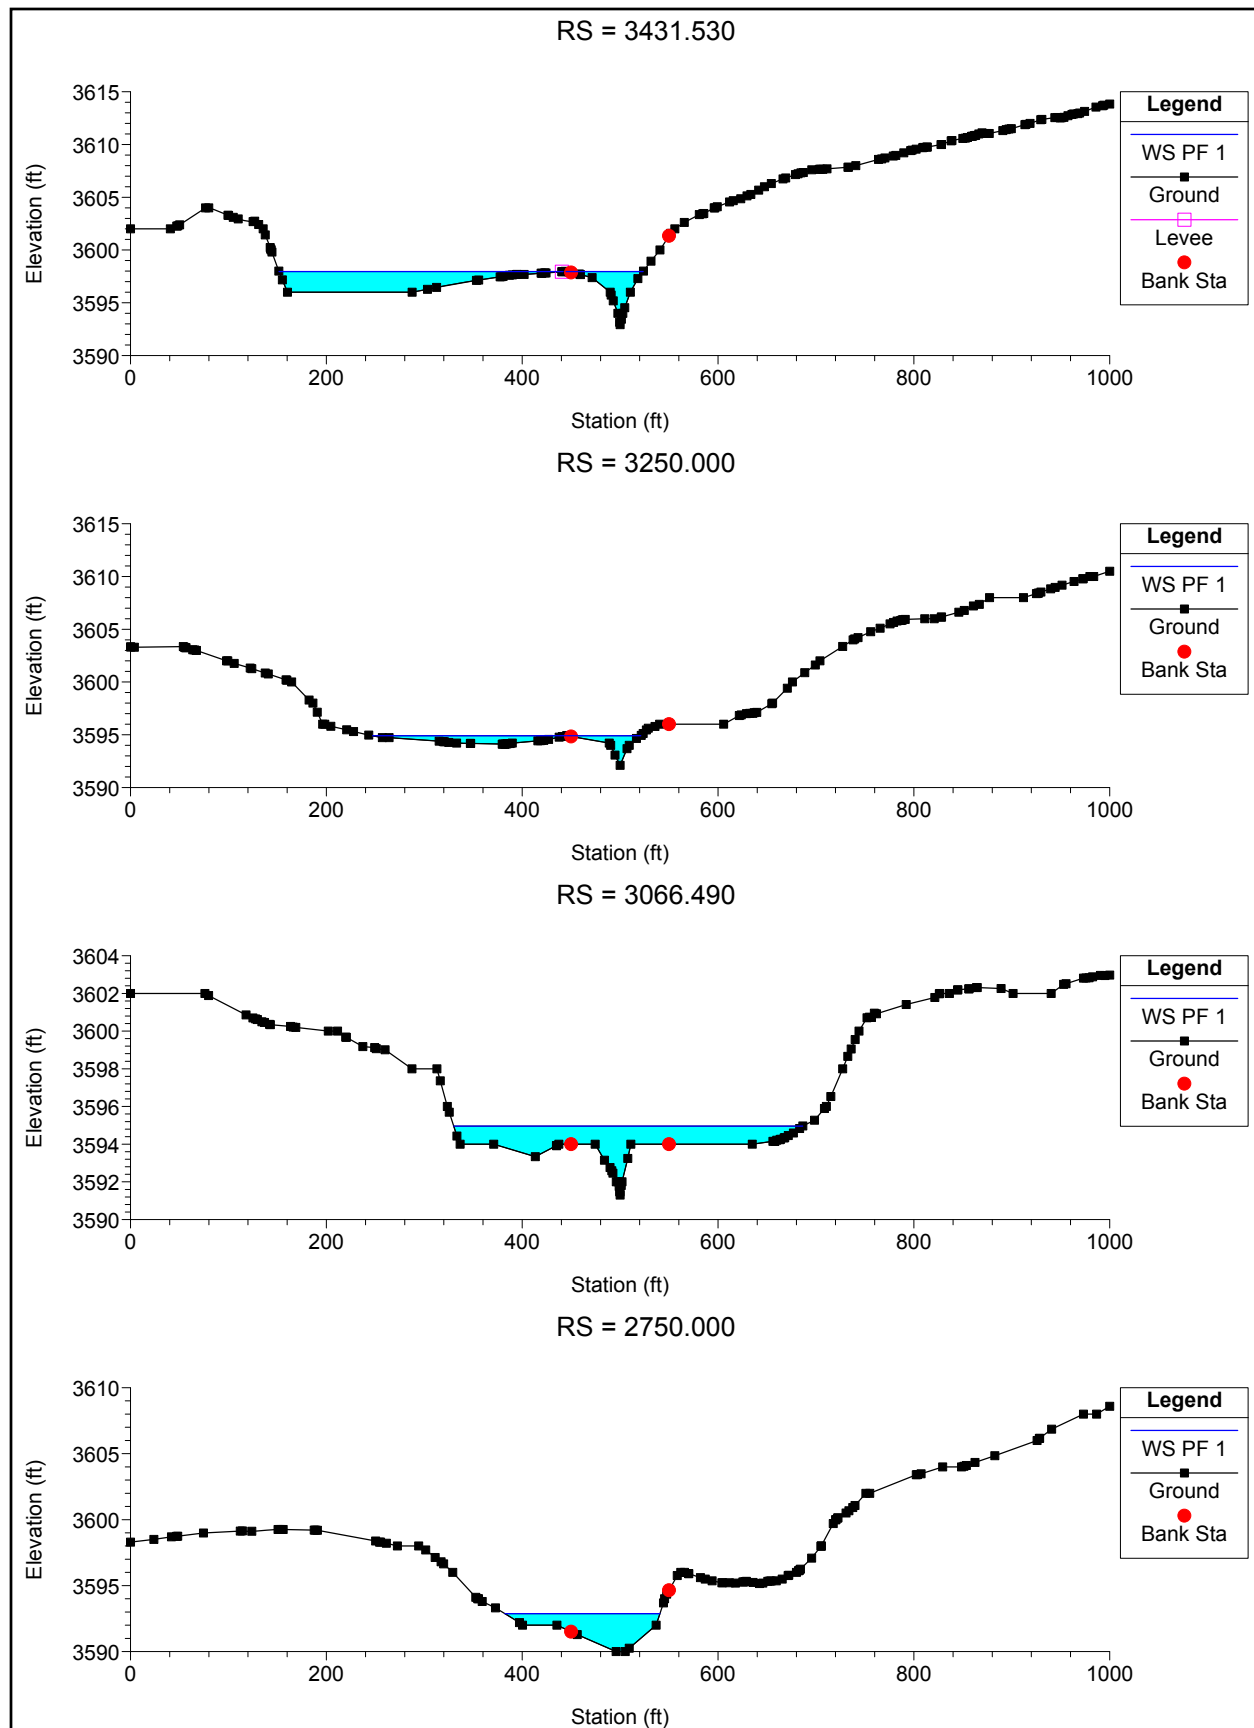 RS = 3431.530
Elevation (ft)
3615
3610
3605
3600
3595
3590
0 200 400 600 800 1000
Station (ft)
Legend
WS PF 1
Ground
Levee
Bank Sta
RS = 3250.000
Elevation (ft)
3615
3610
3605
3600
3595
3590
0 200 400 600 800 1000
Station (ft)
Legend
WS PF 1
Ground
Bank Sta
RS = 3066.490
Elevation (ft)
3604
3602
3600
3598
3596
3594
3592
3590
0 200 400 600 800 1000
Station (ft)
Legend
WS PF 1
Ground
Bank Sta
RS = 2750.000
Elevation (ft)
3610
3605
3600
3595
3590
0 200 400 600 800 1000
Station (ft)
Legend
WS PF 1
Ground
Bank Sta